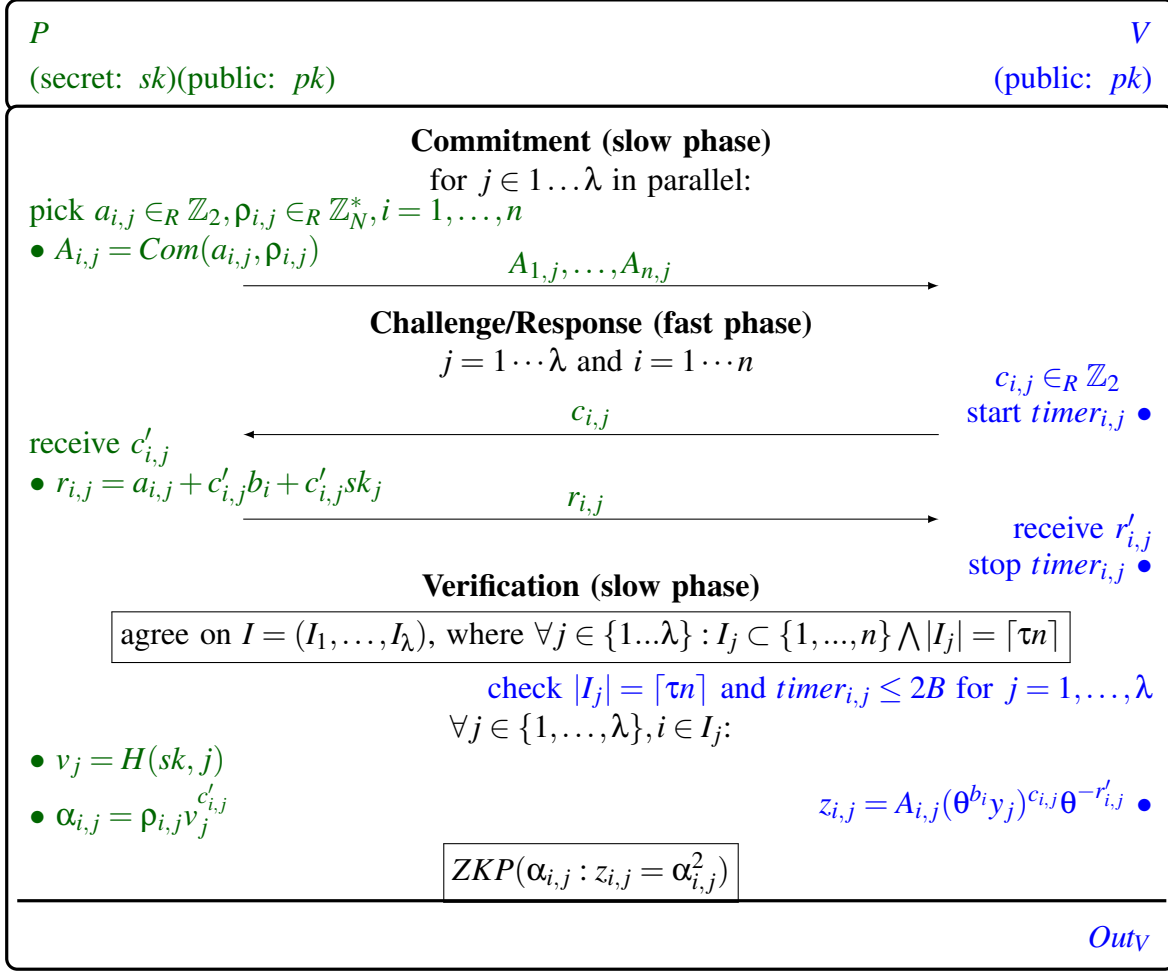 P V
(secret: sk)(public: pk) (public: pk)
Commitment (slow phase)
for j ∈ 1…λ in parallel:
pick a_{i,j} ∈_R ℤ_2, ρ_{i,j} ∈_R ℤ_N^*, i = 1,…,n
• A_{i,j} = Com(a_{i,j}, ρ_{i,j})
A_{1,j},…,A_{n,j}
Challenge/Response (fast phase)
j = 1⋯λ and i = 1⋯n
c_{i,j} ∈_R ℤ_2
c_{i,j}
start timer_{i,j} •
receive c'_{i,j}
• r_{i,j} = a_{i,j} + c'_{i,j}b_i + c'_{i,j}sk_j
r_{i,j}
receive r'_{i,j}
stop timer_{i,j} •
Verification (slow phase)
agree on I = (I_1,…,I_λ), where ∀j ∈ {1...λ} : I_j ⊂ {1,...,n} ⋀ |I_j| = ⌈τn⌉
check |I_j| = ⌈τn⌉ and timer_{i,j} ≤ 2B for j = 1,…,λ
∀j ∈ {1,…,λ}, i ∈ I_j:
• v_j = H(sk, j)
• α_{i,j} = ρ_{i,j}v_j^{c'_{i,j}} z_{i,j} = A_{i,j}(θ^{b_i}y_j)^{c_{i,j}}θ^{-r'_{i,j}} •
ZKP(α_{i,j} : z_{i,j} = α_{i,j}^2)
Out_V